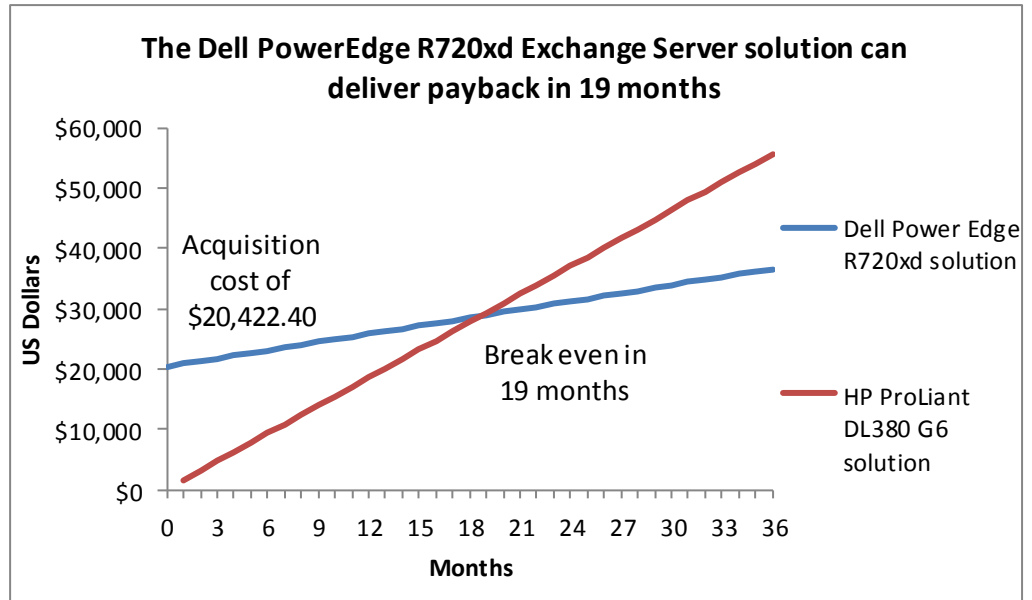 The Dell PowerEdge R720xd Exchange Server solution can
deliver payback in 19 months
$60,000
$50,000
$40,000
$30,000
$20,000
$10,000
$0
US Dollars
Acquisition
cost of
$20,422.40
Break even in
19 months
Dell Power Edge
R720xd solution
HP ProLiant
DL380 G6
solution
0 3 6 9 12 15 18 21 24 27 30 33 36
Months